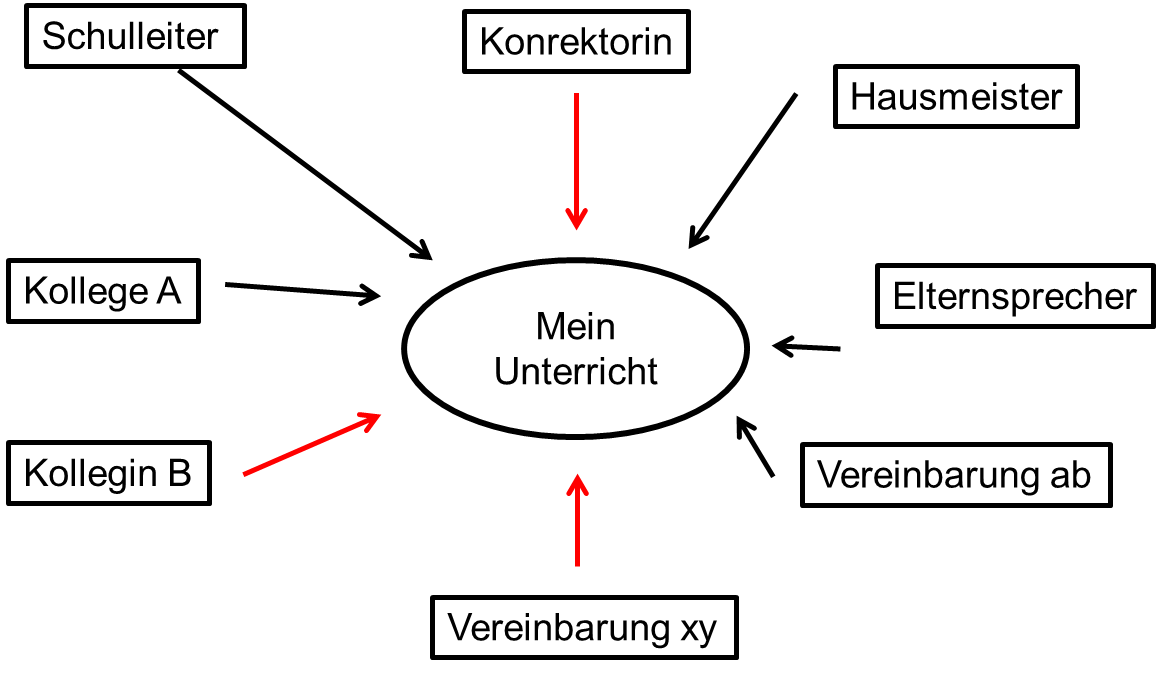 Schulleiter
Konrektorin
Hausmeister
Kollege A
Elternsprecher
Mein
Unterricht
Kollegin B
Vereinbarung ab
Vereinbarung xy